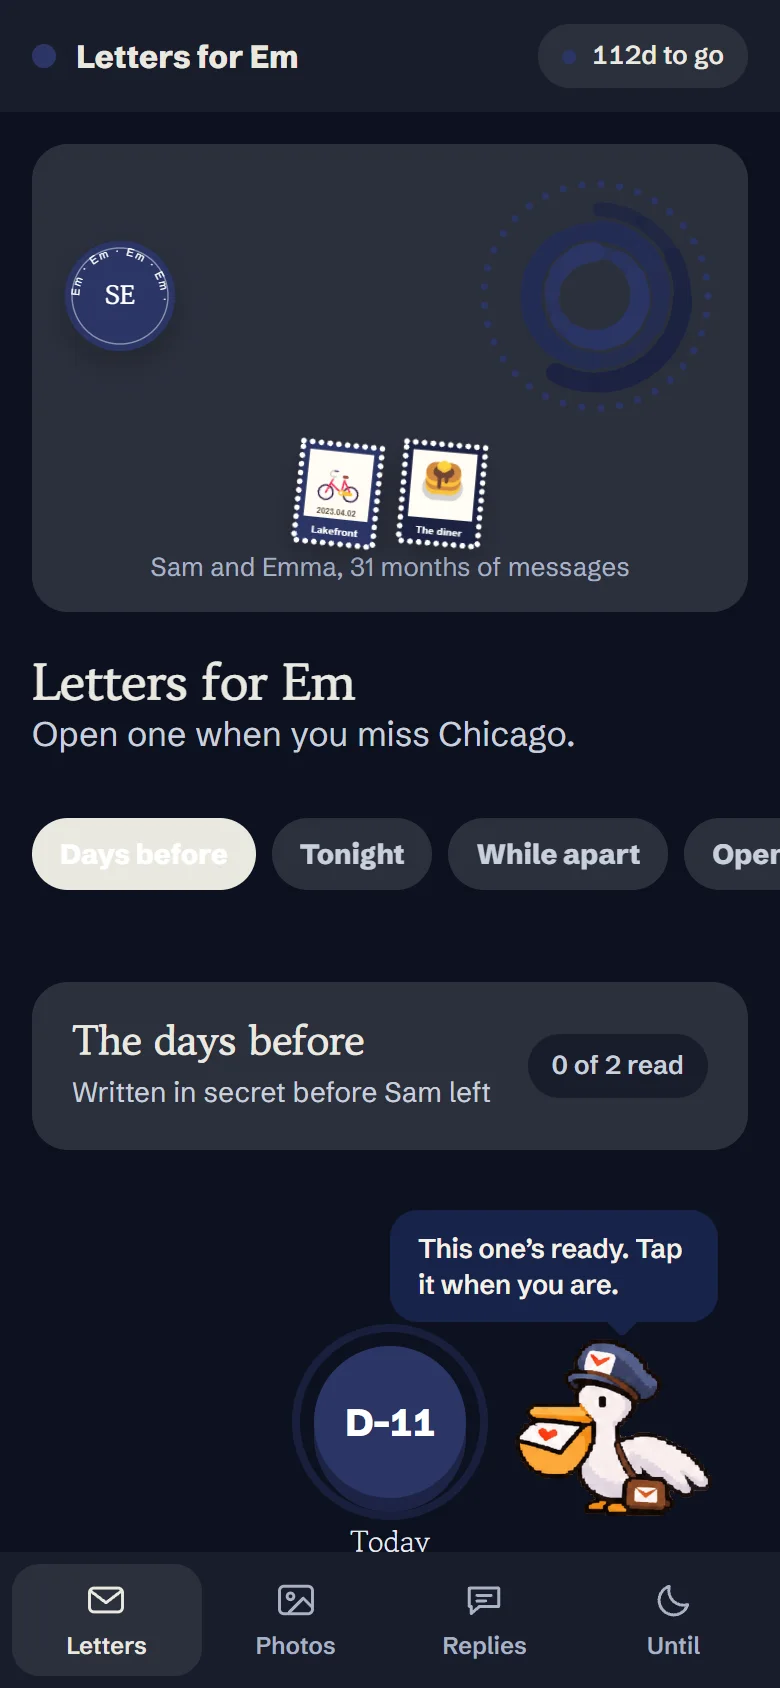 Letters for Em
112d to go
Em · Em · Em · Em ·
SE
2023.04.02
Lakefront
The diner
Sam and Emma, 31 months of messages
Letters for Em
Open one when you miss Chicago.
Days before
Tonight
While apart
Open
The days before
Written in secret before Sam left
0 of 2 read
This one’s ready. Tap
it when you are.
D-11
Today
Letters
Photos
Replies
Until